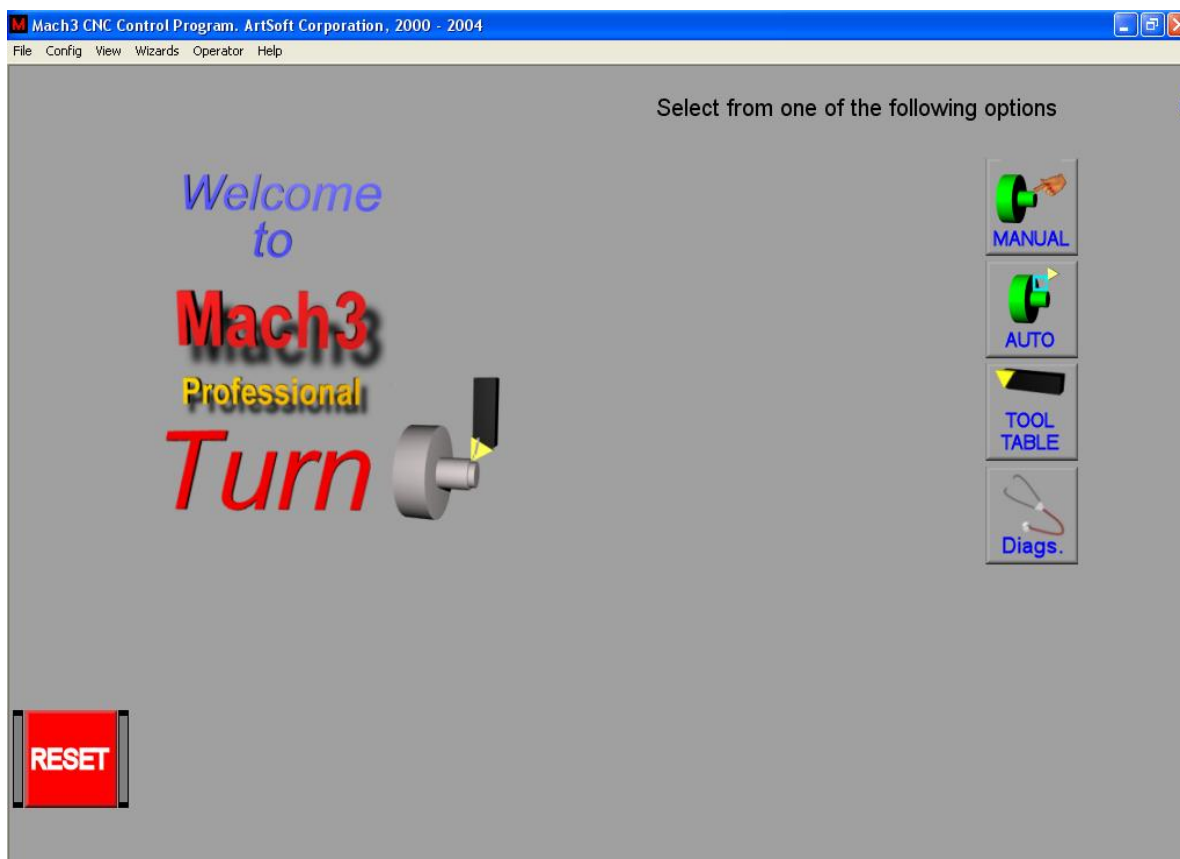 Mach3 CNC Control Program. ArtSoft Corporation, 2000 - 2004
File Config View Wizards Operator Help
Select from one of the following options
Welcome
to
Mach3
Professional
Turn
MANUAL
AUTO
TOOL
TABLE
Diags.
RESET